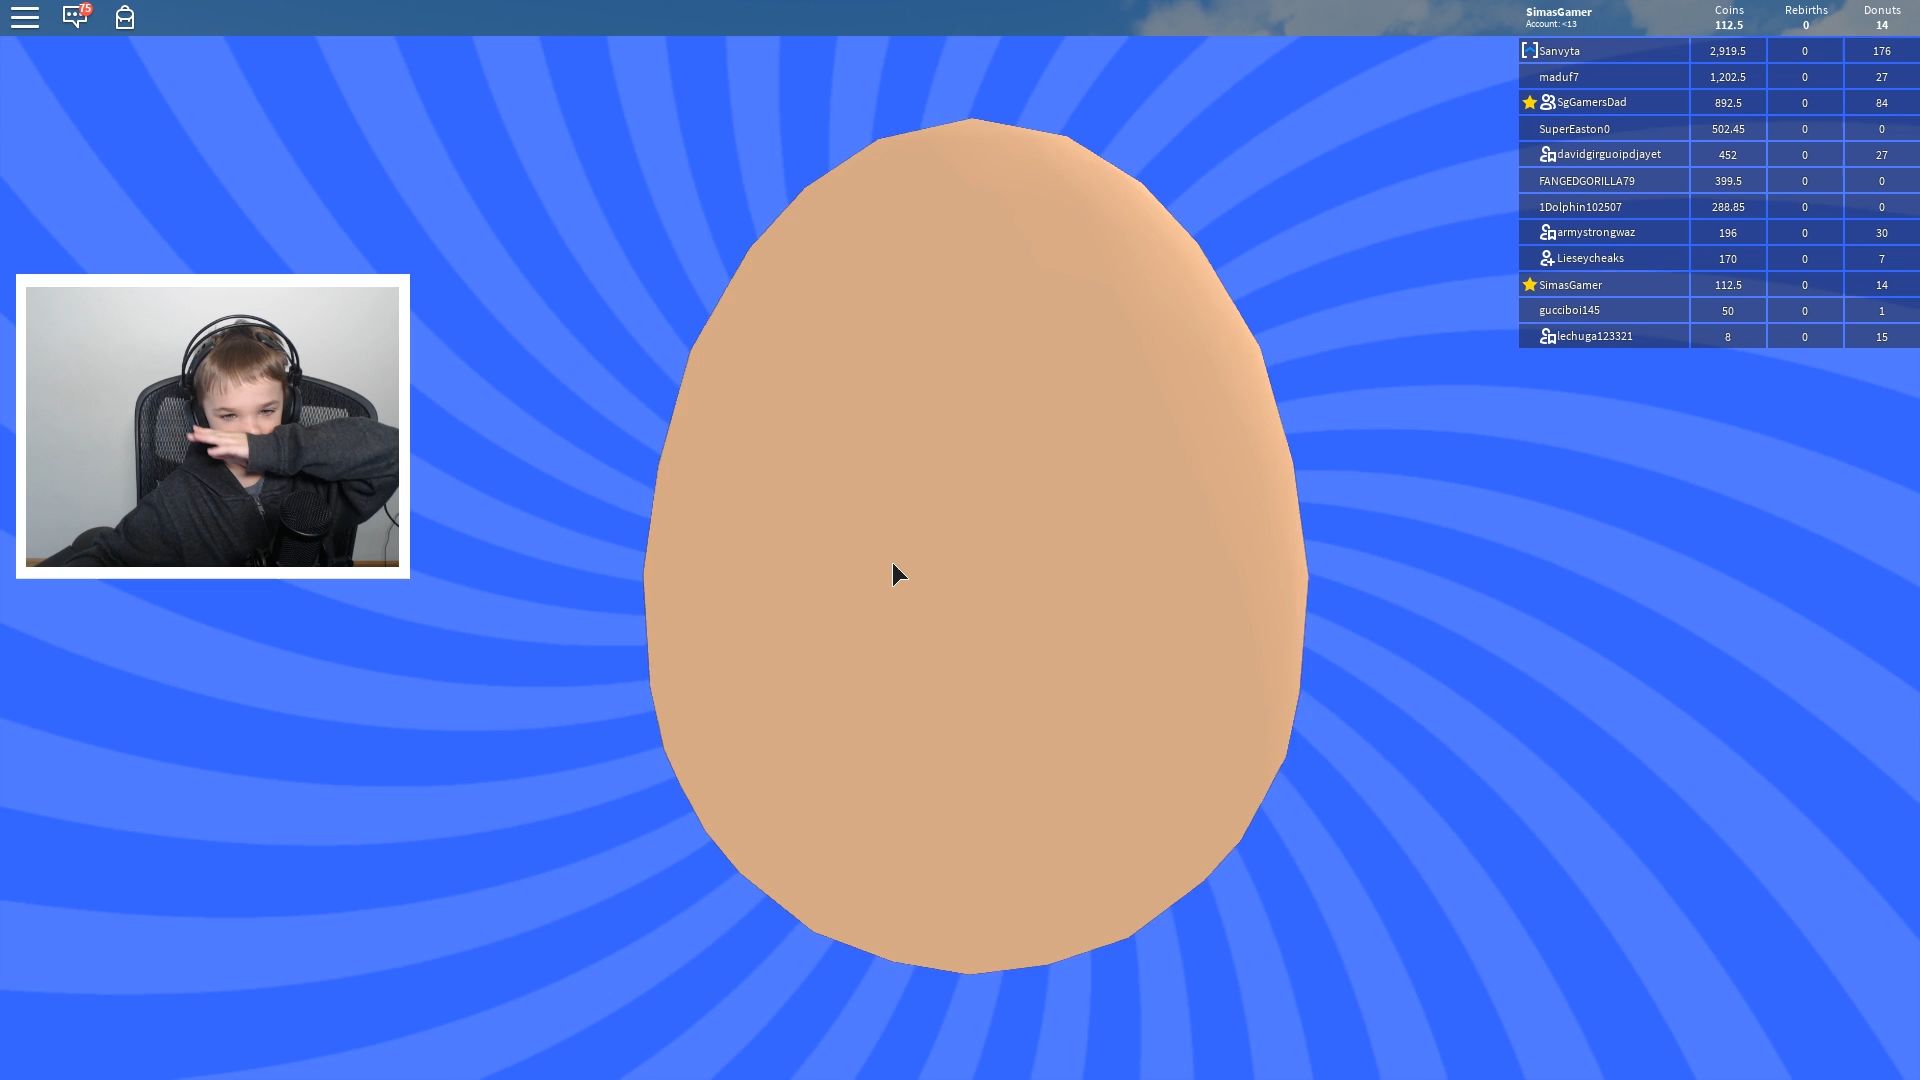 75
SimasGamer Coins Rebirths Donuts
Account: <13 112.5 0 14
Sanvyta 2,919.5 0 176
maduf7 1,202.5 0 27
SgGamersDad 892.5 0 84
SuperEaston0 502.45 0 0
davidgirguoipdjayet 452 0 27
FANGEDGORILLA79 399.5 0 0
1Dolphin102507 288.85 0 0
armystrongwaz 196 0 30
Lieseycheaks 170 0 7
SimasGamer 112.5 0 14
gucciboi145 50 0 1
lechuga123321 8 0 15